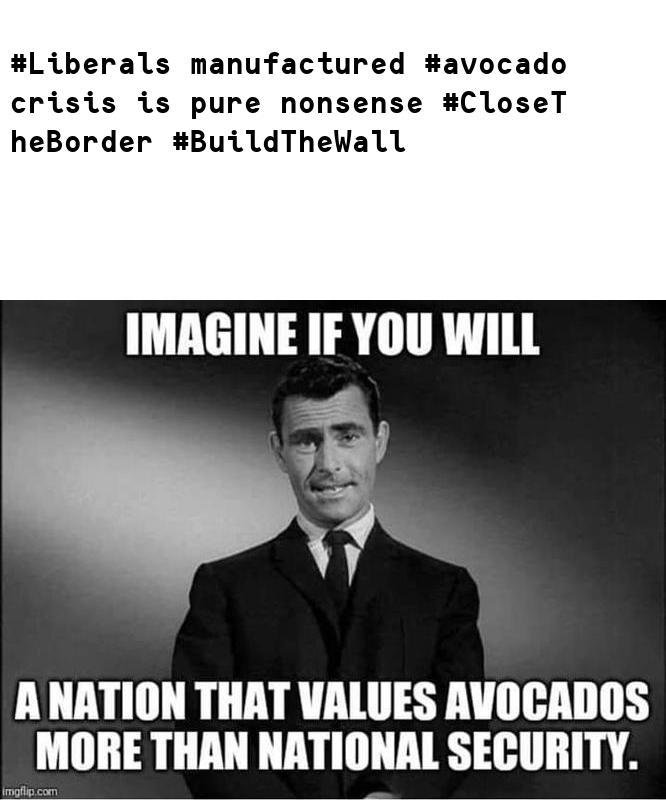 #Liberals manufactured #avocado
crisis is pure nonsense #CloseT
heBorder #BuildTheWall
IMAGINE IF YOU WILL
A NATION THAT VALUES AVOCADOS
MORE THAN NATIONAL SECURITY.
imgflip.com